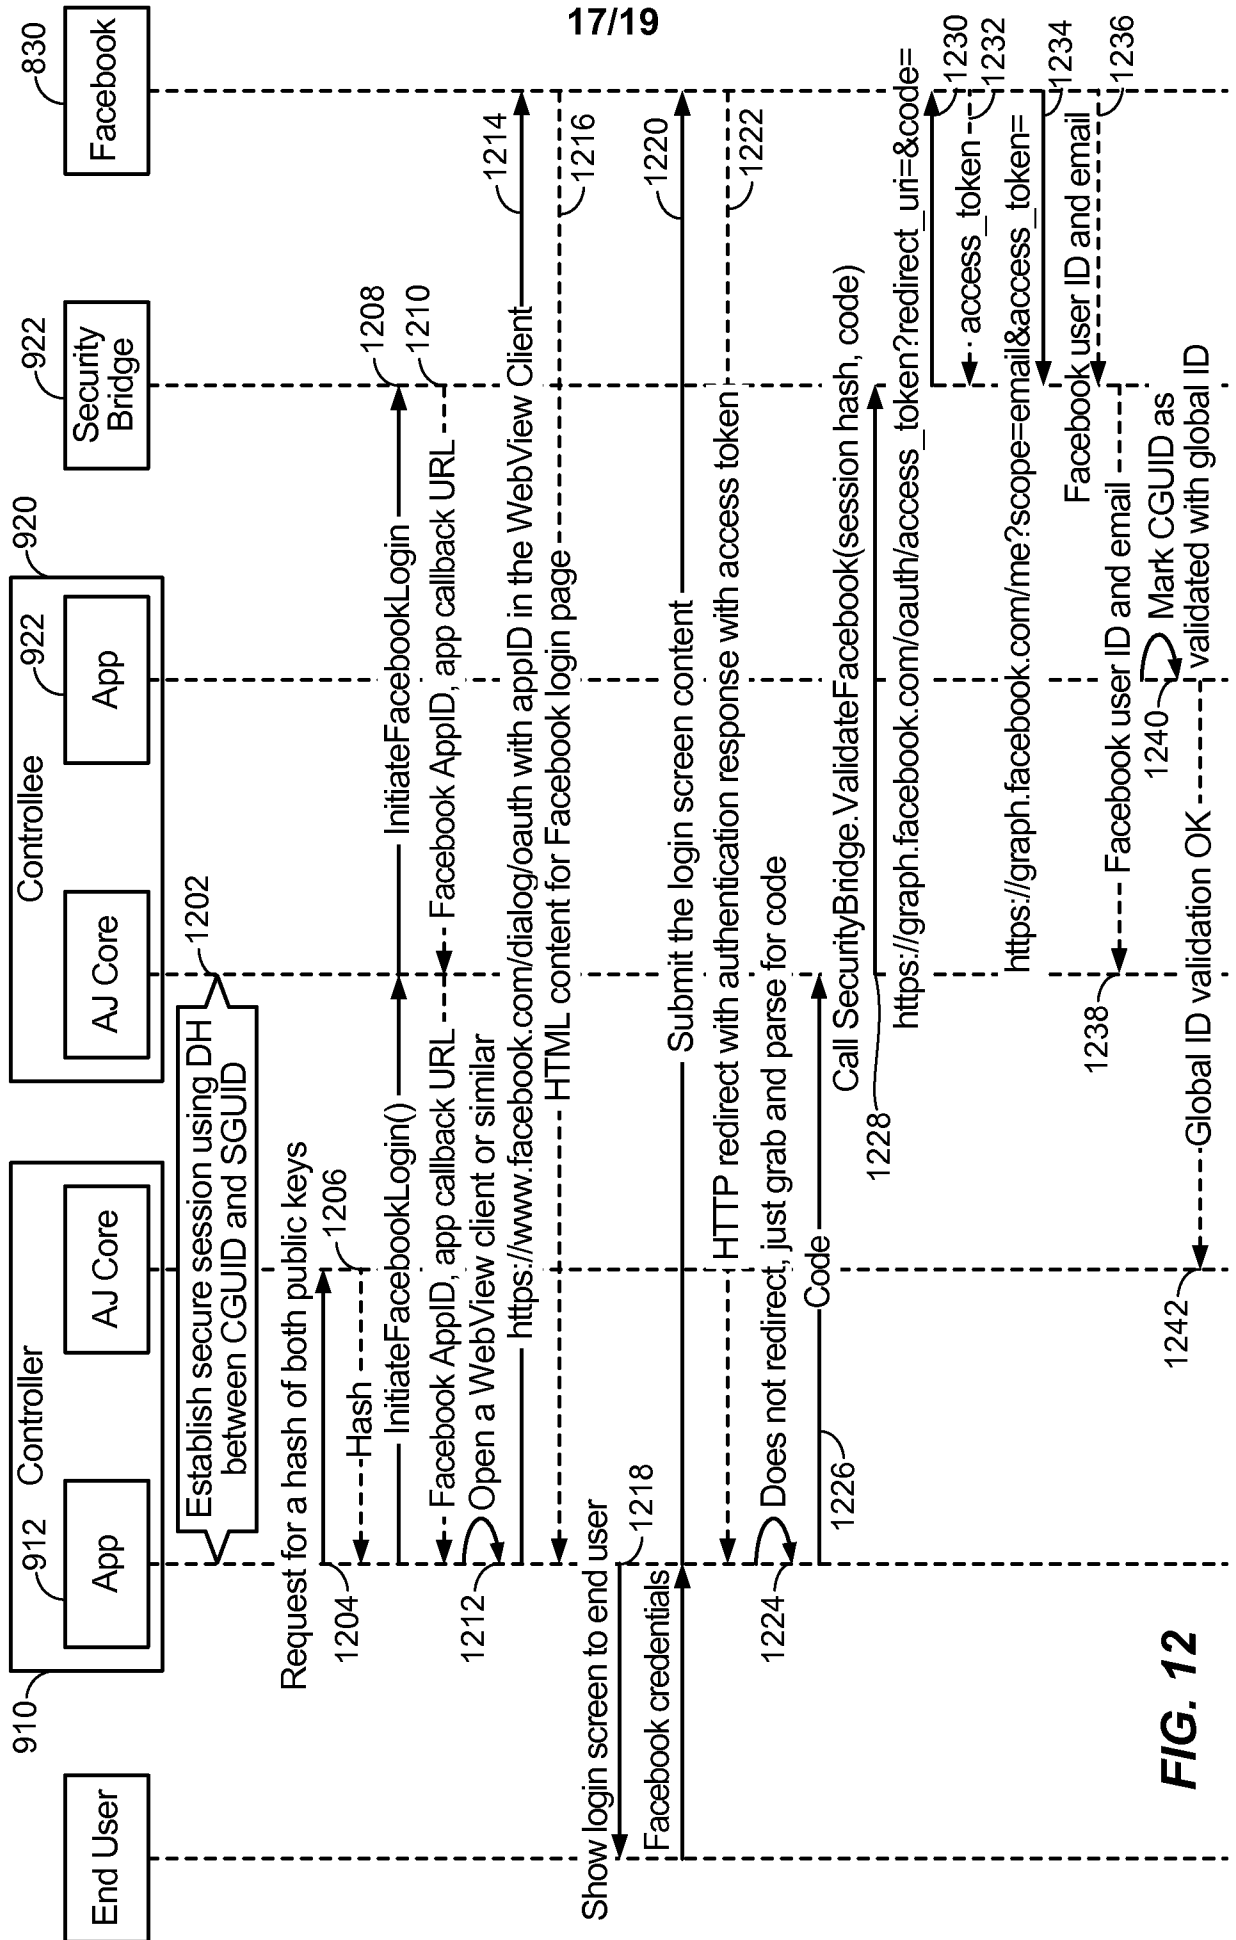 17/19
End User
910
Controller
912
App
AJ Core
Controllee
920
AJ Core
922
App
922
Security
Bridge
830
Facebook
Establish secure session using DH
between CGUID and SGUID
1202
Request for a hash of both public keys
1204
Hash
1206
InitiateFacebookLogin()
InitiateFacebookLogin
1208
Facebook AppID, app callback URL
Facebook AppID, app callback URL
1210
Open a WebView client or similar
1212
https://www.facebook.com/dialog/oauth with appID in the WebView Client
1214
HTML content for Facebook login page
1216
Show login screen to end user
1218
Facebook credentials
Submit the login screen content
1220
HTTP redirect with authentication response with access token
1222
Does not redirect, just grab and parse for code
1224
Code
1226
Call SecurityBridge.ValidateFacebook(session hash, code)
1228
https://graph.facebook.com/oauth/access_token?redirect_uri=&code=
1230
access_token
1232
https://graph.facebook.com/me?scope=email&access_token=
1234
Facebook user ID and email
1236
Facebook user ID and email
1238
Mark CGUID as
validated with global ID
1240
Global ID validation OK
1242
FIG. 12